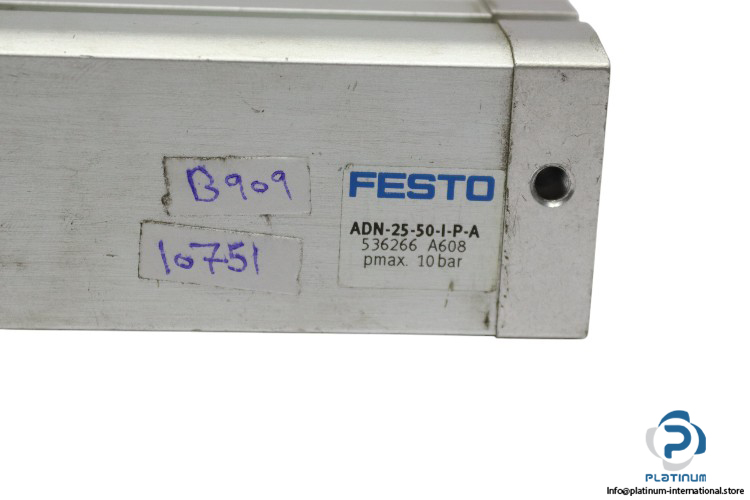 B909
10751
FESTO
ADN-25-50-I-P-A
536266 A608
pmax. 10bar
PLATINUM
Info@platinum-international.store